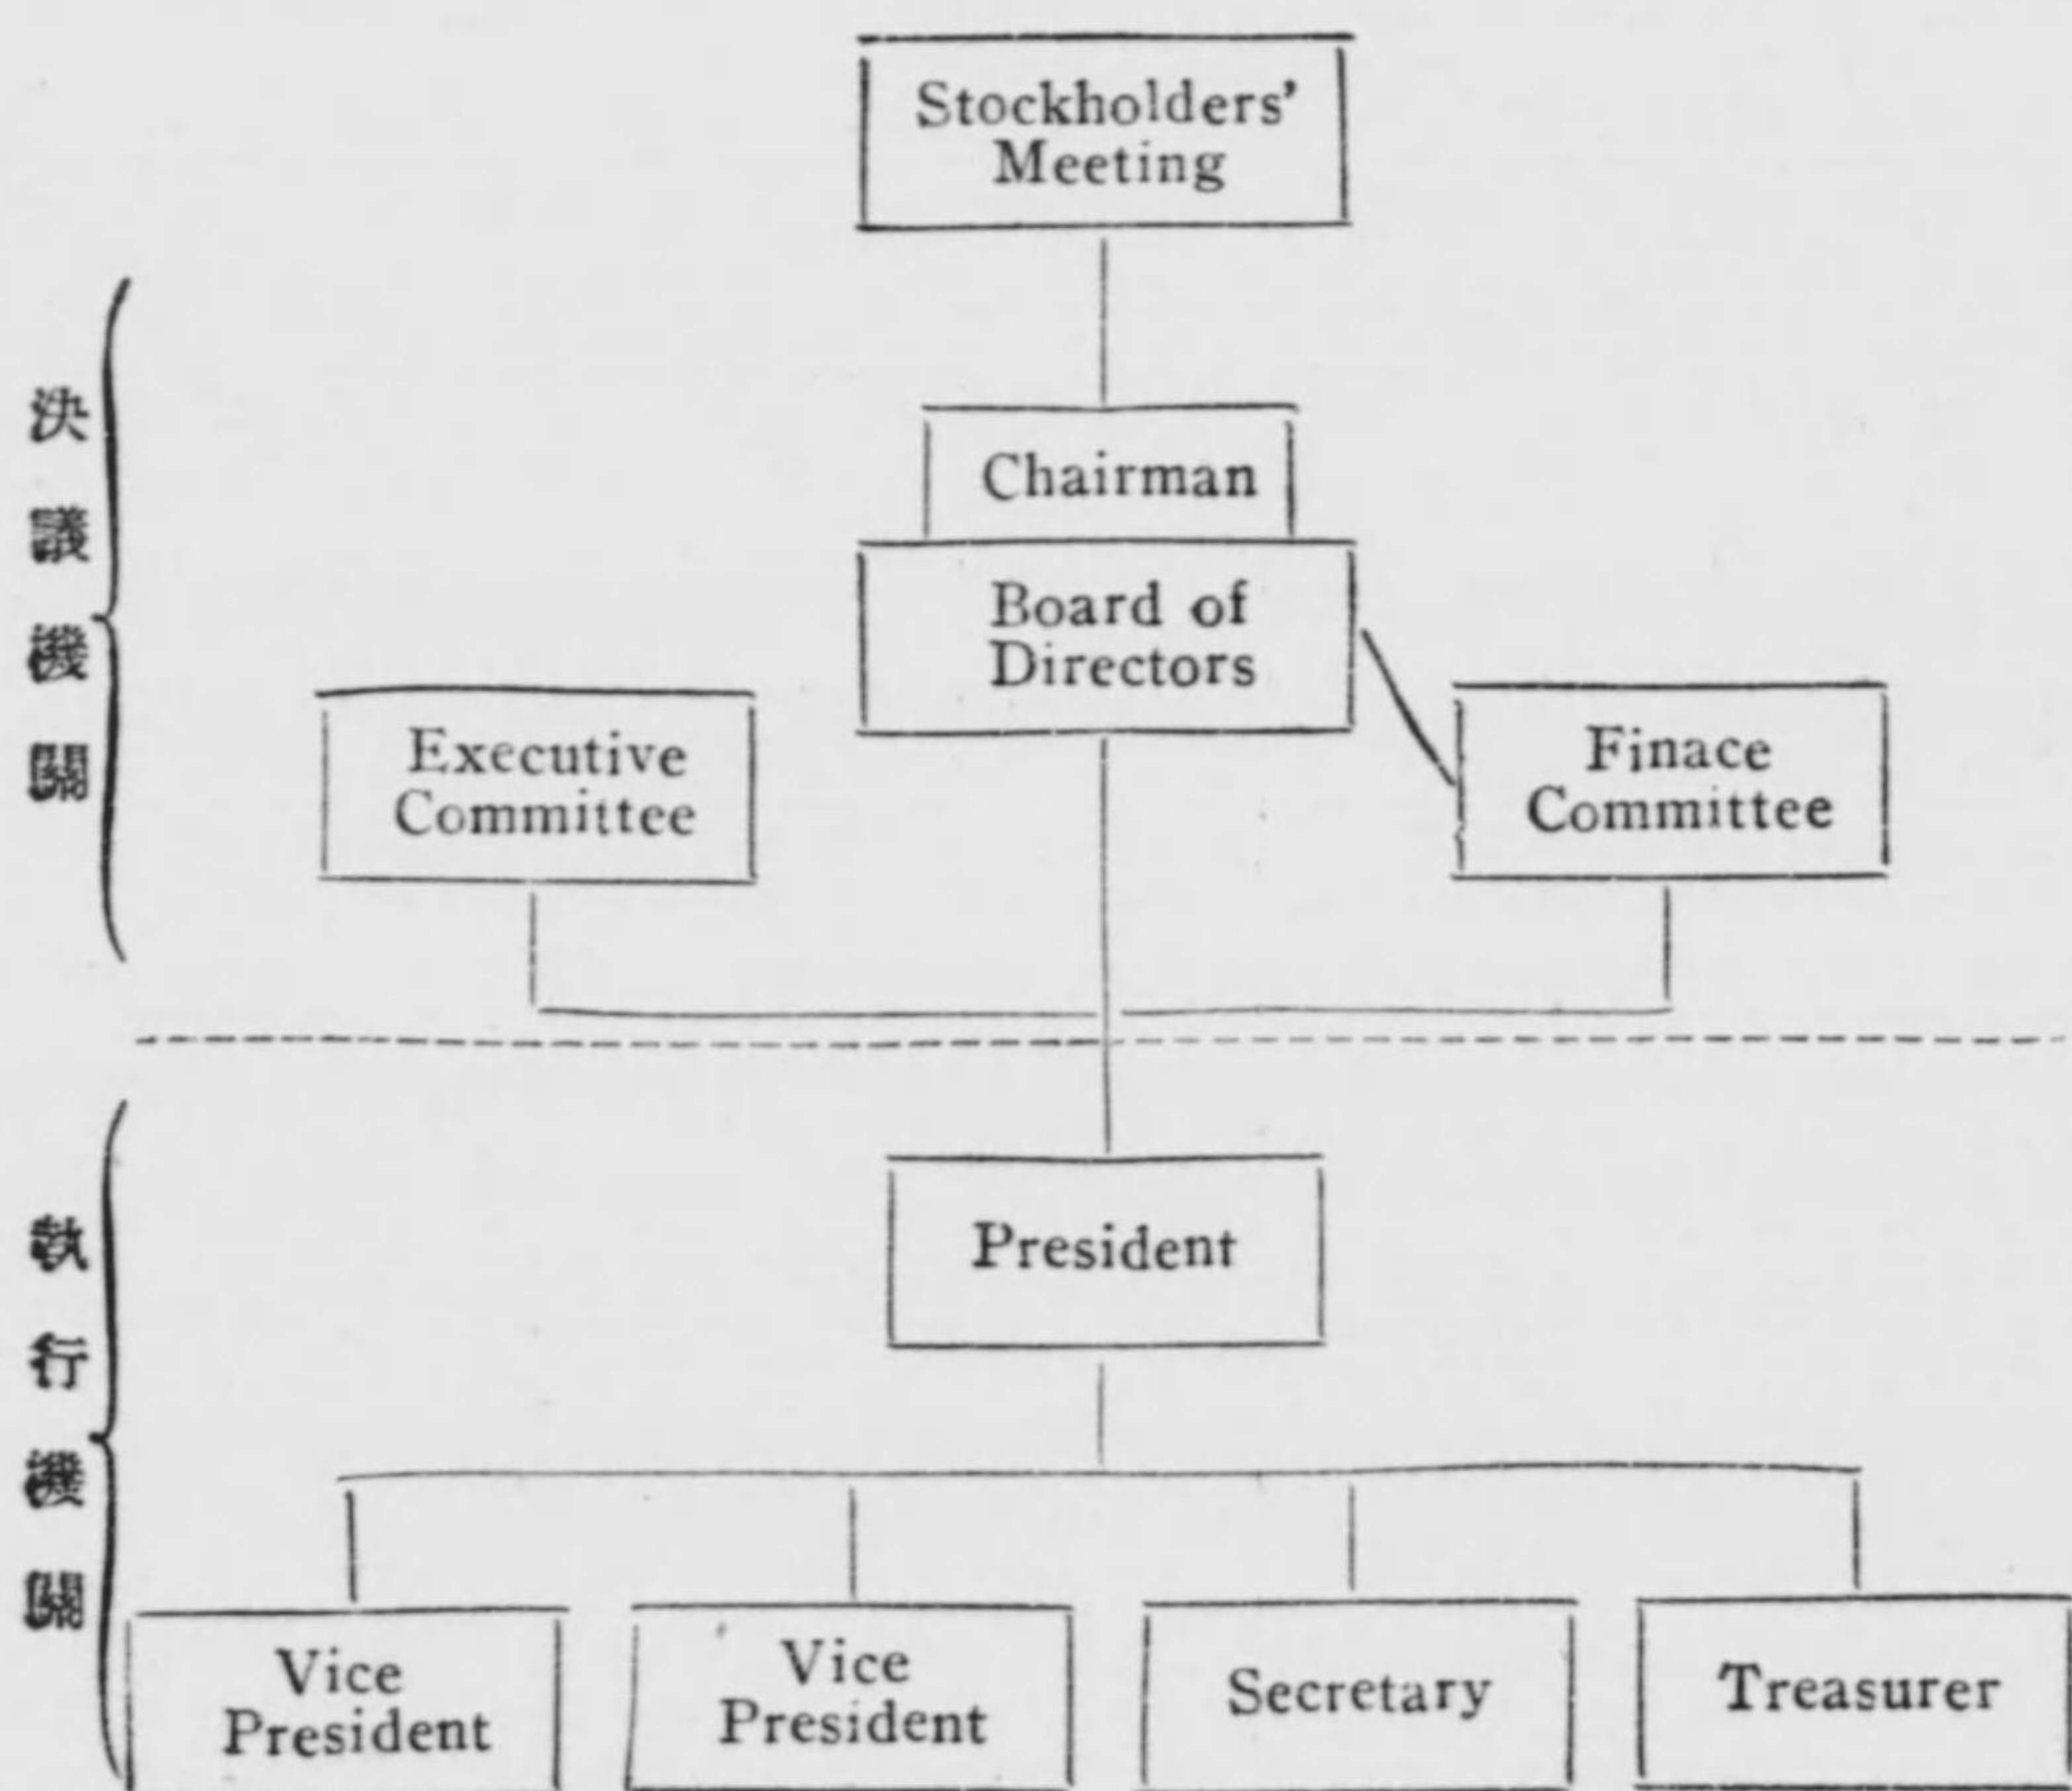 Stockholders'
Meeting
決議機關
Chairman
Board of
Directors
Executive
Committee
Finace
Committee
執行機關
President
Vice
President
Vice
President
Secretary
Treasurer